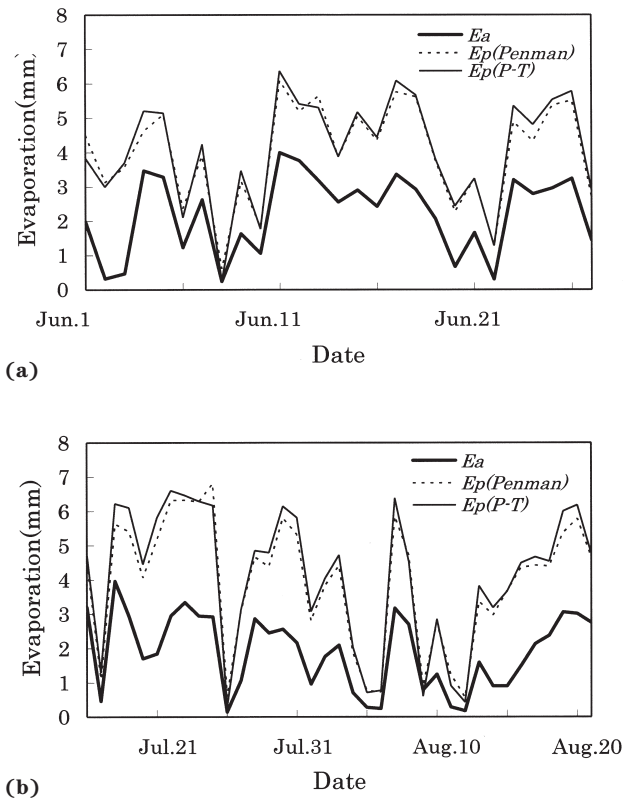 8
7
6
5
4
3
2
1
0
Evaporation(mm)
Ea
Ep(Penman)
Ep(P-T)
Jun.1 Jun.11 Jun.21
Date
(a)
8
7
6
5
4
3
2
1
0
Evaporation(mm)
Ea
Ep(Penman)
Ep(P-T)
Jul.21 Jul.31 Aug.10 Aug.20
Date
(b)